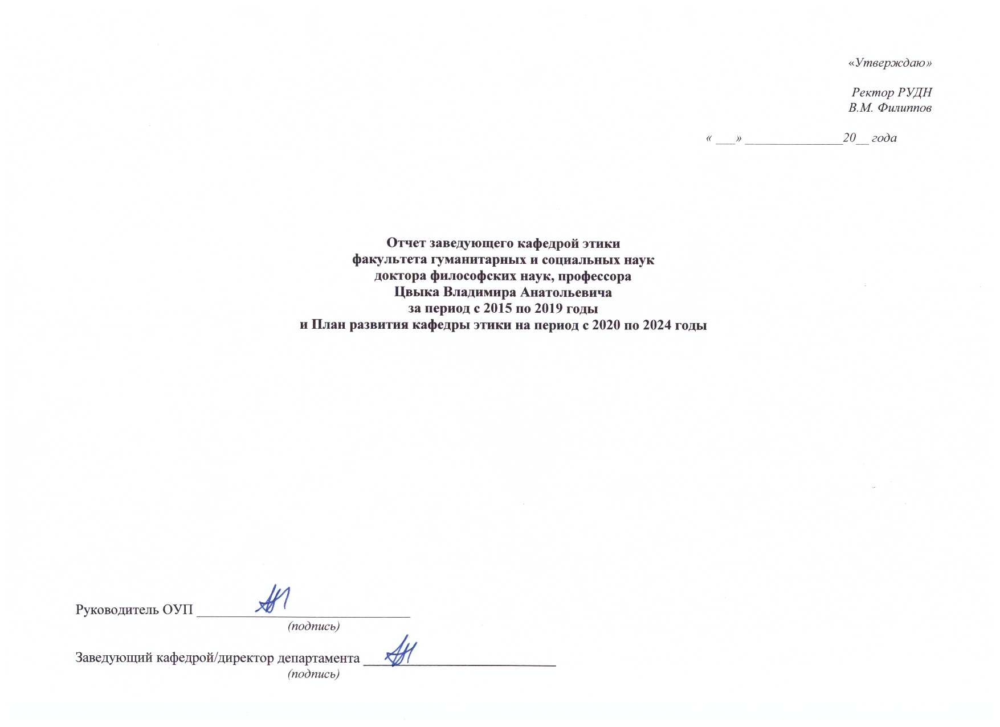 «Утверждаю»
Ректор РУДН
В.М. Филиппов
« ___» _______________20__ года
Отчет заведующего кафедрой этики
факультета гуманитарных и социальных наук
доктора философских наук, профессора
Цвыка Владимира Анатольевича
за период с 2015 по 2019 годы
и План развития кафедры этики на период с 2020 по 2024 годы
Руководитель ОУП ______________________________
(подпись)
Заведующий кафедрой/директор департамента ___________________________
(подпись)